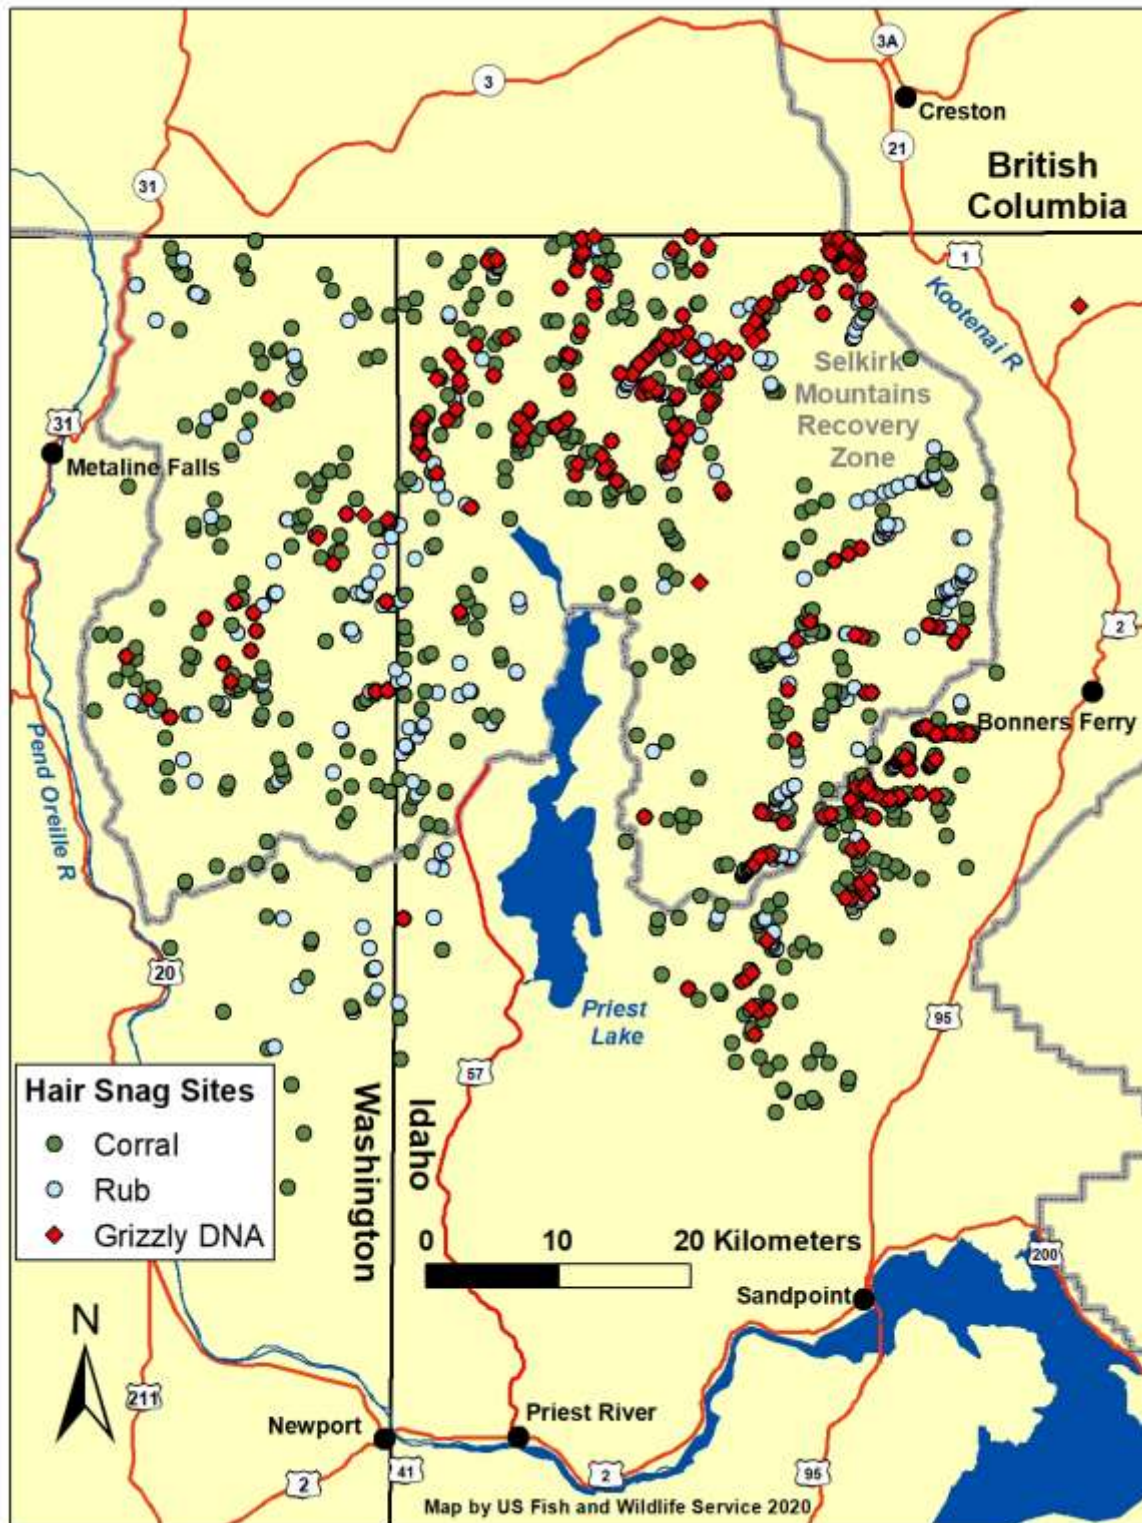 3A
3
Creston
21
31
British
Columbia
1
Kootenai R
Selkirk
Mountains
Recovery
Zone
31
Metaline Falls
2
Bonners Ferry
Pend Oreille R
20
Priest
Lake
95
57
Hair Snag Sites
Corral
Rub
Grizzly DNA
Washington
Idaho
0 10 20 Kilometers
200
Sandpoint
N
211
Newport
Priest River
41
2
2
95
Map by US Fish and Wildlife Service 2020